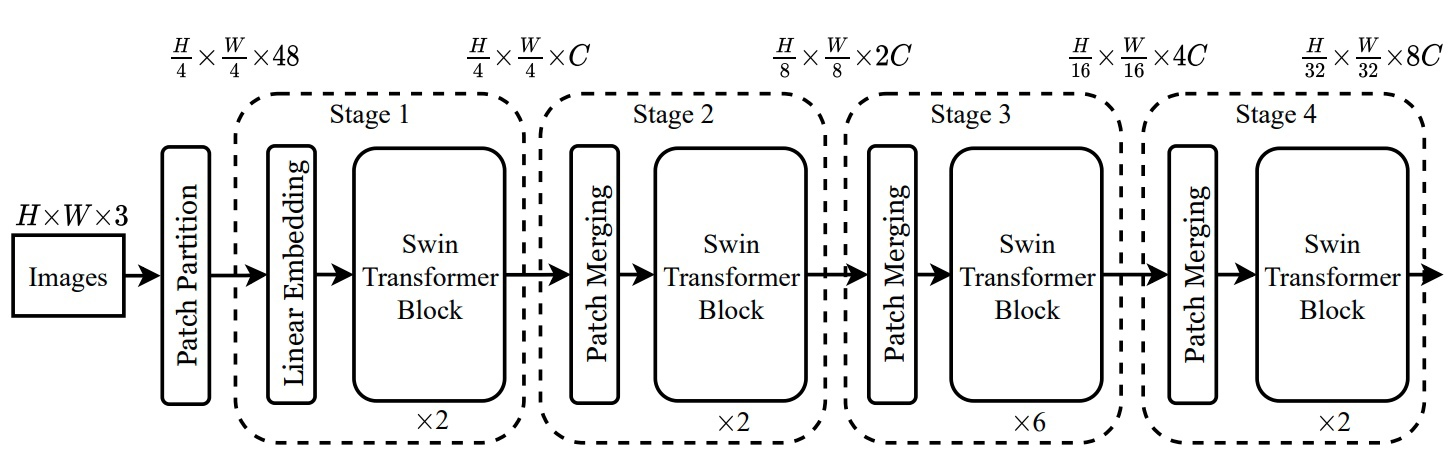 H/4 × W/4 × 48
H/4 × W/4 × C
H/8 × W/8 × 2C
H/16 × W/16 × 4C
H/32 × W/32 × 8C
Stage 1
Stage 2
Stage 3
Stage 4
H×W×3
Images
Patch Partition
Linear Embedding
Swin
Transformer
Block
×2
Patch Merging
Swin
Transformer
Block
×2
Patch Merging
Swin
Transformer
Block
×6
Patch Merging
Swin
Transformer
Block
×2